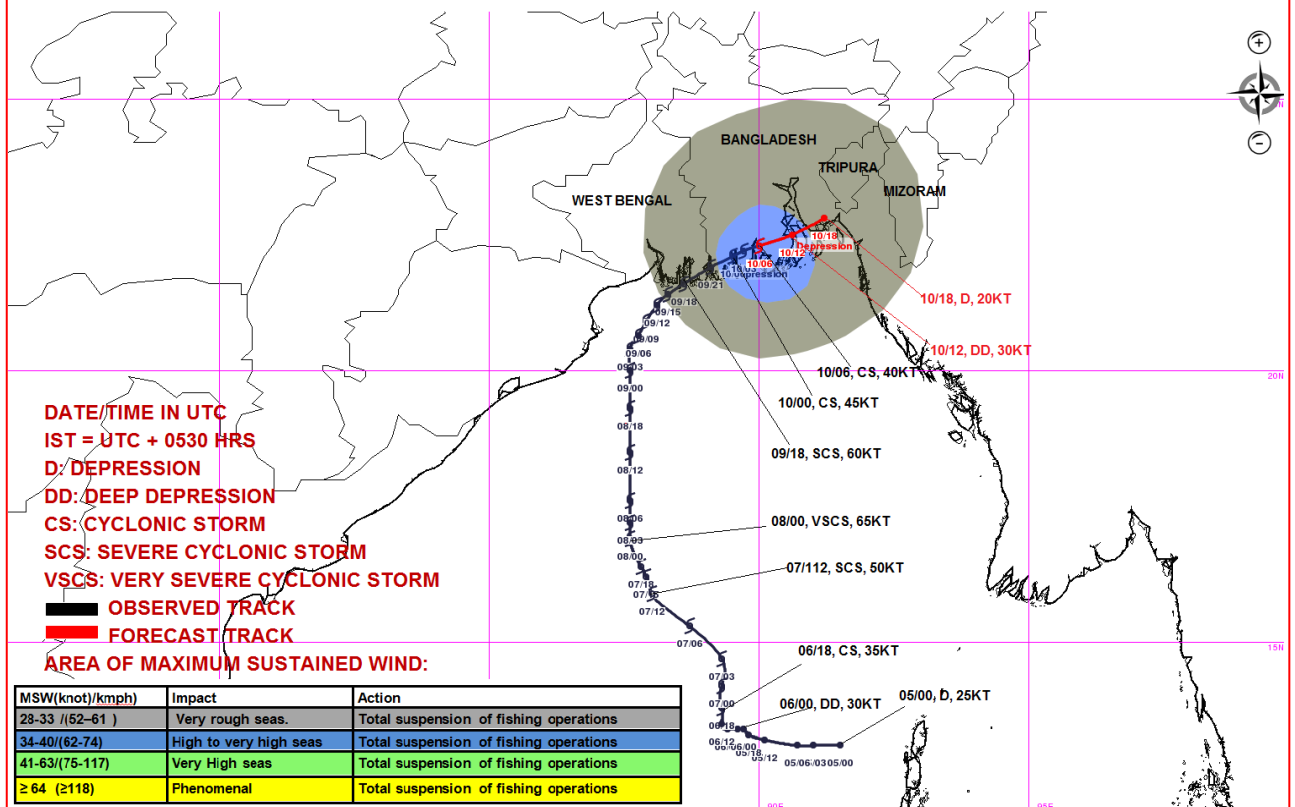 BANGLADESH
TRIPURA
MIZORAM
WEST BENGAL
10/18
Depression
10/12
10/06
10/03
09/21
09/18
09/15
09/12
09/09
09/06
09/03
09/00
08/18
08/12
08/06
08/03
08/00
07/18
07/12
07/06
07/03
07/00
06/18
06/12
05/18
05/12
05/06
05/00
10/18, D, 20KT
10/12, DD, 30KT
10/06, CS, 40KT
10/00, CS, 45KT
09/18, SCS, 60KT
08/00, VSCS, 65KT
07/112, SCS, 50KT
06/18, CS, 35KT
06/00, DD, 30KT
05/00, D, 25KT
20N
15N
90E
95E
DATE/TIME IN UTC
IST = UTC + 0530 HRS
D: DEPRESSION
DD: DEEP DEPRESSION
CS: CYCLONIC STORM
SCS: SEVERE CYCLONIC STORM
VSCS: VERY SEVERE CYCLONIC STORM
OBSERVED TRACK
FORECAST TRACK
AREA OF MAXIMUM SUSTAINED WIND:
MSW(knot)/kmph) Impact Action
28-33 /(52–61 ) Very rough seas. Total suspension of fishing operations
34-40/(62-74) High to very high seas Total suspension of fishing operations
41-63/(75-117) Very High seas Total suspension of fishing operations
≥ 64 (≥118) Phenomenal Total suspension of fishing operations